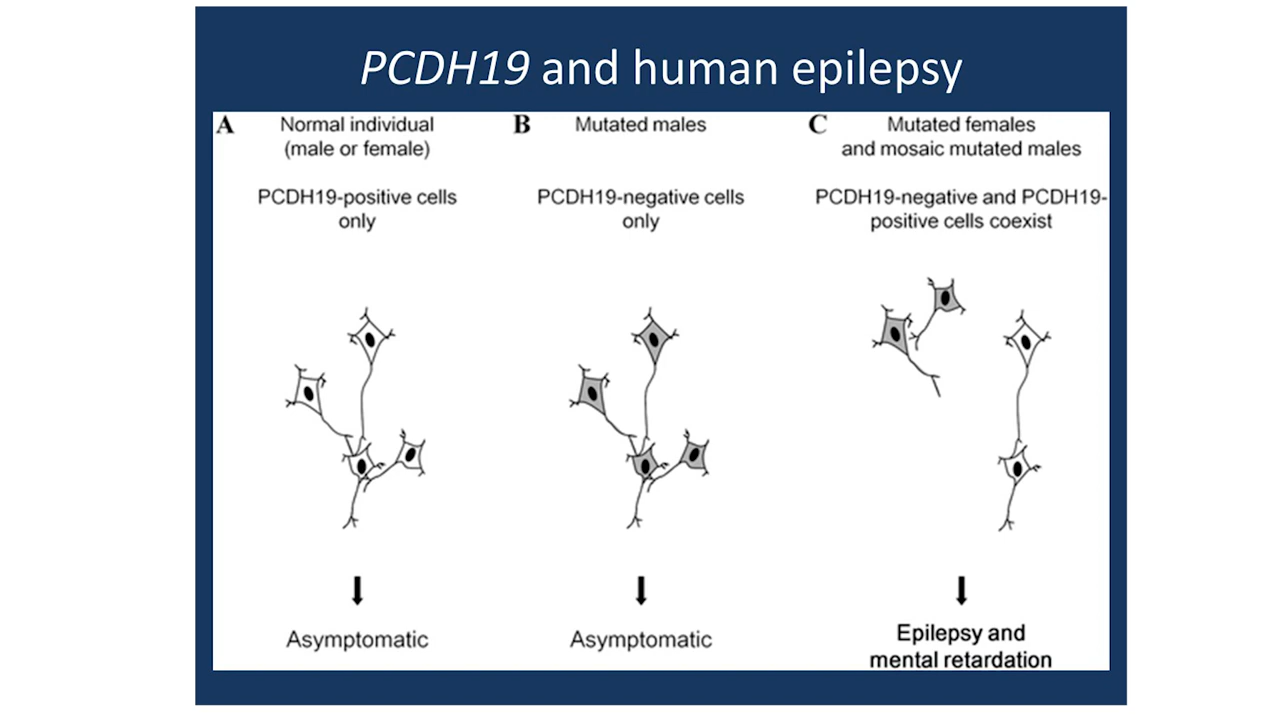 PCDH19 and human epilepsy
A
Normal individual
(male or female)
PCDH19-positive cells
only
Asymptomatic
B
Mutated males
PCDH19-negative cells
only
Asymptomatic
C
Mutated females
and mosaic mutated males
PCDH19-negative and PCDH19-
positive cells coexist
Epilepsy and
mental retardation